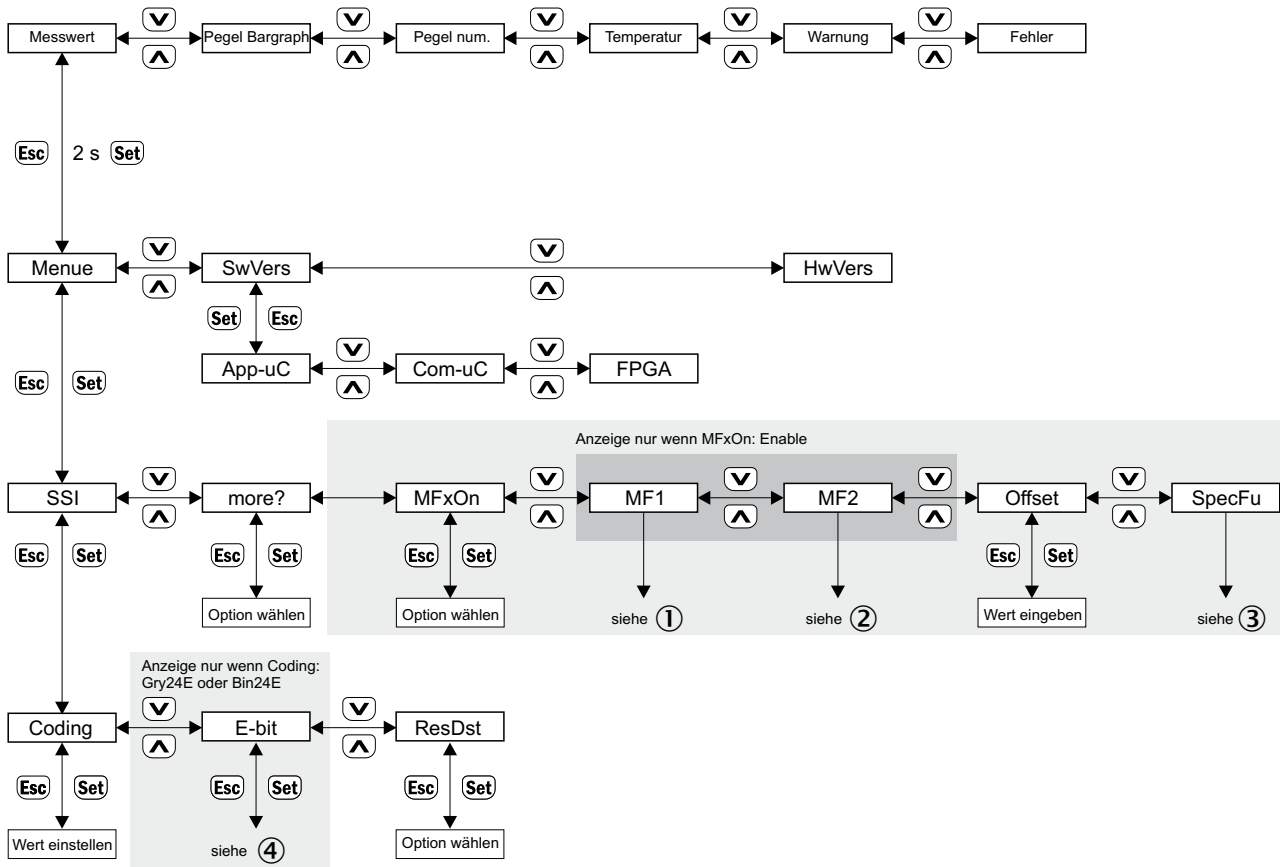 Messwert
Pegel Bargraph
Pegel num.
Temperatur
Warnung
Fehler
Esc
2 s
Set
Menue
SwVers
HwVers
Set
Esc
App-uC
Com-uC
FPGA
Esc
Set
Anzeige nur wenn MFxOn: Enable
SSI
more?
MFxOn
MF1
MF2
Offset
SpecFu
Esc
Set
Esc
Set
Esc
Set
Esc
Set
Option wählen
Option wählen
siehe ①
siehe ②
Wert eingeben
siehe ③
Anzeige nur wenn Coding:
Gry24E oder Bin24E
Coding
E-bit
ResDst
Esc
Set
Esc
Set
Esc
Set
Wert einstellen
siehe ④
Option wählen